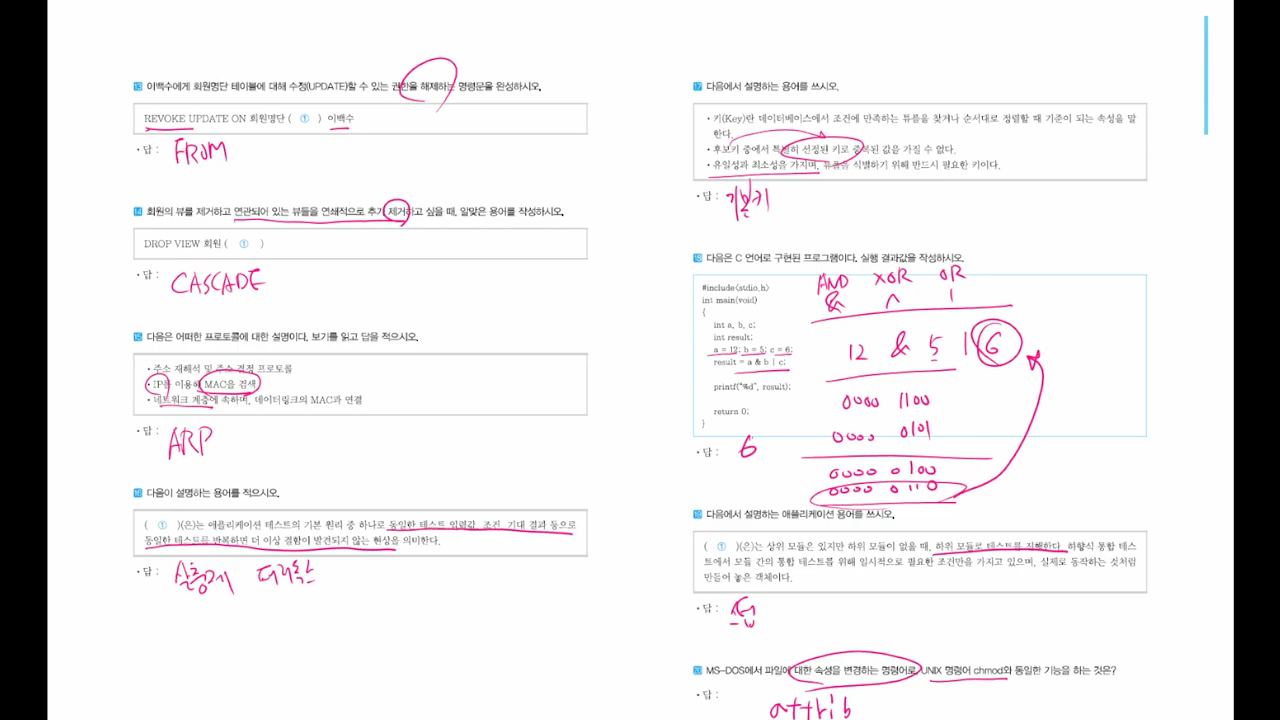 13 이백수에게 회원명단 테이블에 대해 수정(UPDATE)할 수 있는 권한을 해제하는 명령문을 완성하시오.
REVOKE UPDATE ON 회원명단 ( ① ) 이백수
• 답 : FROM
14 회원의 뷰를 제거하고 연관되어 있는 뷰들을 연쇄적으로 추가 제거하고 싶을 때, 알맞은 용어를 작성하시오.
DROP VIEW 회원 ( ① )
• 답 : CASCADE
15 다음은 어떠한 프로토콜에 대한 설명이다. 보기를 읽고 답을 적으시오.
• 주소 재해석 및 주소 결정 프로토콜
• IP를 이용해 MAC을 검색
• 네트워크 계층에 속하며, 데이터링크의 MAC과 연결
• 답 : ARP
16 다음이 설명하는 용어를 적으시오.
( ① )(은)는 애플리케이션 테스트의 기본 원리 중 하나로 동일한 테스트 입력값, 조건, 기대 결과 등으로
동일한 테스트를 반복하면 더 이상 결함이 발견되지 않는 현상을 의미한다.
• 답 : 살충제 패러독스
17 다음에서 설명하는 용어를 쓰시오.
• 키(Key)란 데이터베이스에서 조건에 만족하는 튜플을 찾거나 순서대로 정렬할 때 기준이 되는 속성을 말
한다.
• 후보키 중에서 특별히 선정된 키로 중복된 값을 가질 수 없다.
• 유일성과 최소성을 가지며, 튜플을 식별하기 위해 반드시 필요한 키이다.
• 답 : 기본키
18 다음은 C 언어로 구현된 프로그램이다. 실행 결과값을 작성하시오.
AND XOR OR
& ^ |
#include<stdio.h>
int main(void)
{
int a, b, c;
int result;
a = 12; b = 5; c = 6;
result = a & b | c;
printf("%d", result);
return 0;
}
12 & 5 | 6
0000 1100
0000 0101
0000 0100
0000 0110
• 답 : 6
19 다음에서 설명하는 애플리케이션 용어를 쓰시오.
( ① )(은)는 상위 모듈은 있지만 하위 모듈이 없을 때, 하위 모듈로 테스트를 진행한다. 하향식 통합 테스
트에서 모듈 간의 통합 테스트를 위해 일시적으로 필요한 조건만을 가지고 있으며, 실제로 동작하는 것처럼
만들어 놓은 객체이다.
• 답 : 스텁
20 MS-DOS에서 파일에 대한 속성을 변경하는 명령어로, UNIX 명령어 chmod와 동일한 기능을 하는 것은?
• 답 :
attrib